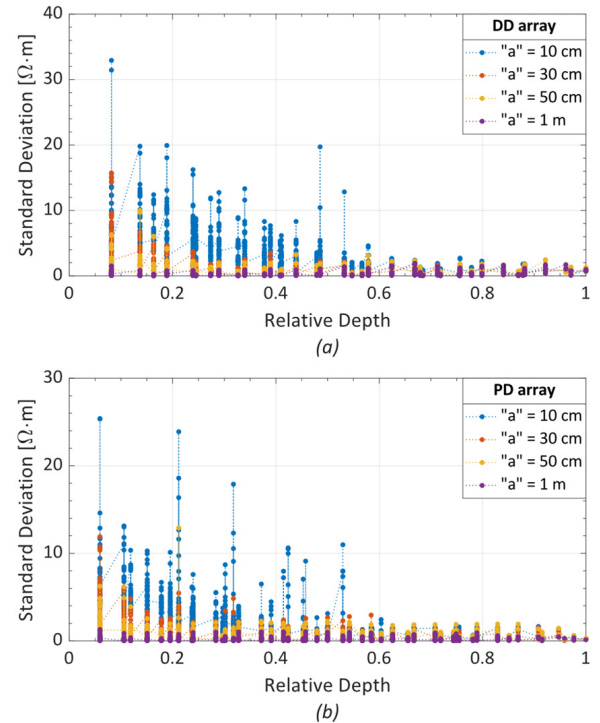 DD array
"a" = 10 cm
"a" = 30 cm
"a" = 50 cm
"a" = 1 m
40
30
20
10
0
Standard Deviation [Ω·m]
0 0.2 0.4 0.6 0.8 1
Relative Depth
(a)
PD array
"a" = 10 cm
"a" = 30 cm
"a" = 50 cm
"a" = 1 m
30
20
10
0
Standard Deviation [Ω·m]
0 0.2 0.4 0.6 0.8 1
Relative Depth
(b)